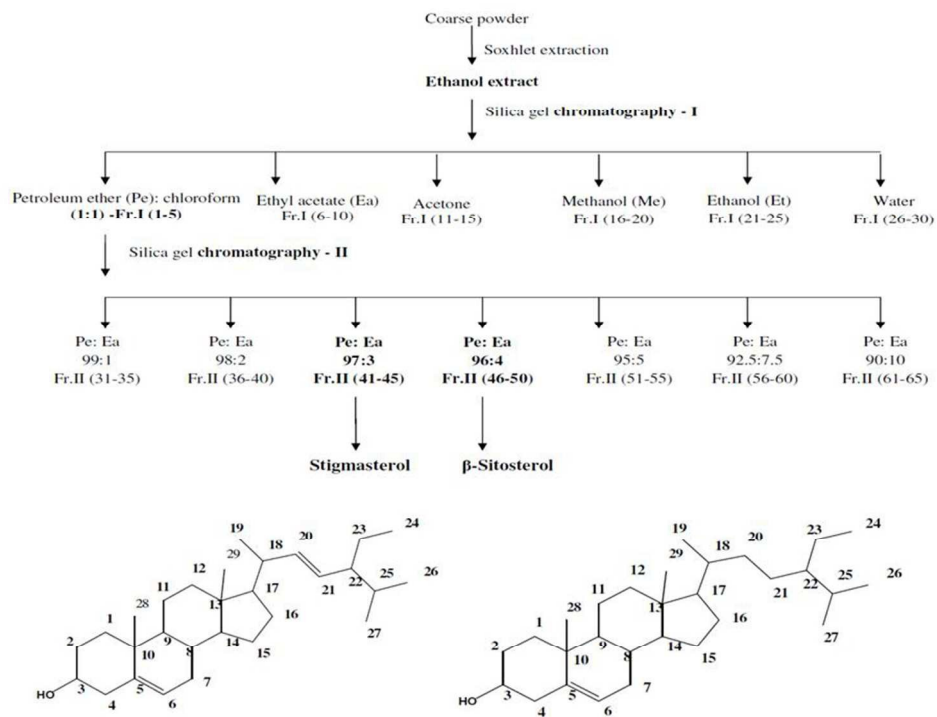 Coarse powder
Soxhlet extraction
Ethanol extract
Silica gel chromatography - I
Petroleum ether (Pe): chloroform
(1:1) -Fr.I (1-5)
Ethyl acetate (Ea)
Fr.I (6-10)
Acetone
Fr.I (11-15)
Methanol (Me)
Fr.I (16-20)
Ethanol (Et)
Fr.I (21-25)
Water
Fr.I (26-30)
Silica gel chromatography - II
Pe: Ea
99:1
Fr.II (31-35)
Pe: Ea
98:2
Fr.II (36-40)
Pe: Ea
97:3
Fr.II (41-45)
Pe: Ea
96:4
Fr.II (46-50)
Pe: Ea
95:5
Fr.II (51-55)
Pe: Ea
92.5:7.5
Fr.II (56-60)
Pe: Ea
90:10
Fr.II (61-65)
Stigmasterol
β-Sitosterol
19 20 23 24
18
29
12 22 25 26
11 21
28 13 17
16
1 27
2 9 14 15
10 8
HO 3 5 7
4 6
19 20 23 24
18
29
12 22 25 26
11 21
28 13 17
16
1 27
2 9 14 15
10 8
HO 3 5 7
4 6